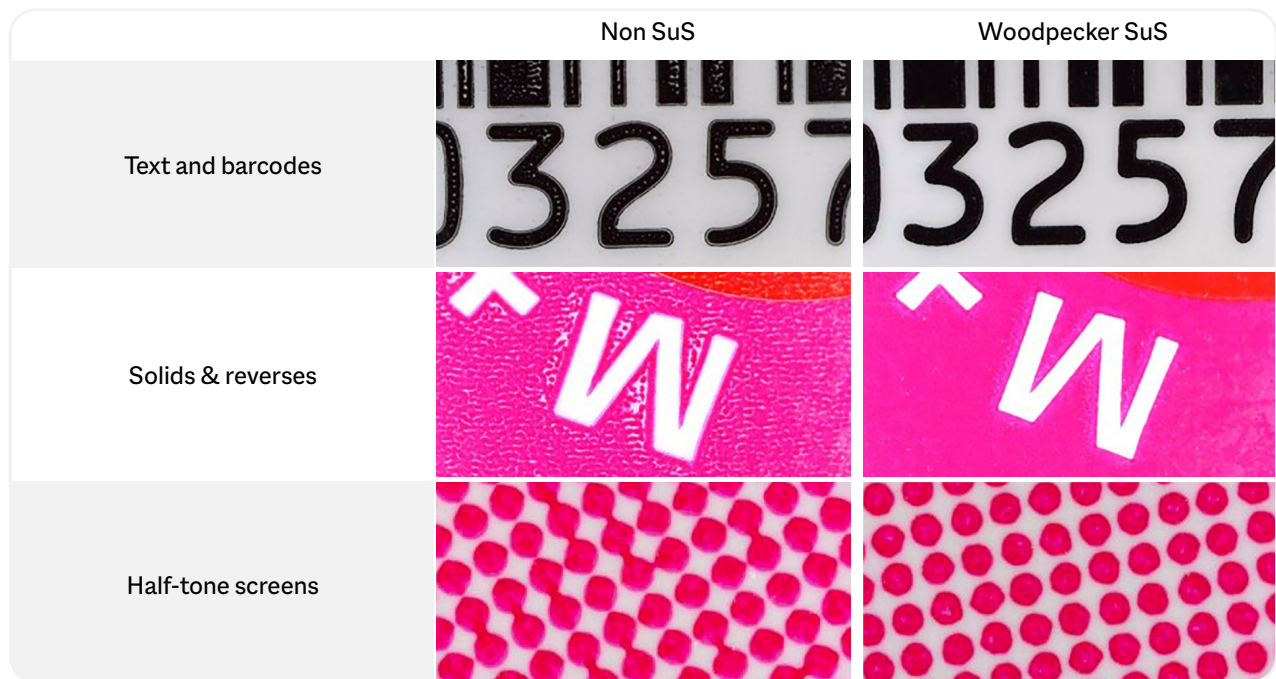 Non SuS
Woodpecker SuS
Text and barcodes
03257
03257
Solids & reverses
M
M
Half-tone screens